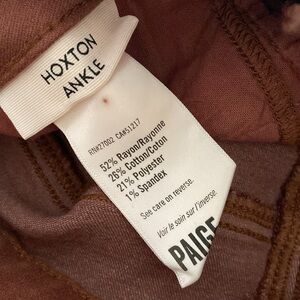 HOXTON
ANKLE
RN#27002 CA#51217
52% Rayon/Rayonne
26% Cotton/Coton
21% Polyester
1% Spandex
See care on reverse.
Voir le soin sur l'inverse.
PAIGE